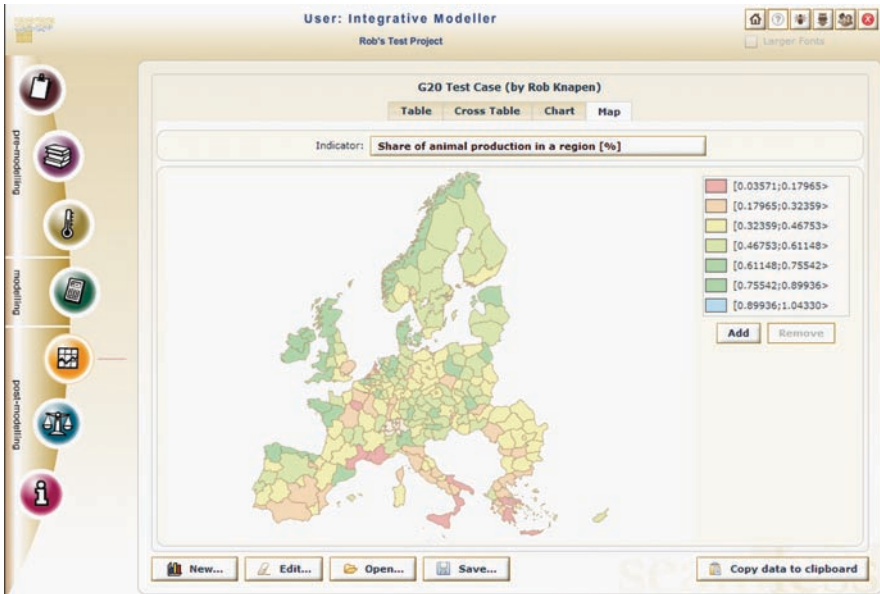 User: Integrative Modeller
Rob's Test Project
Larger Fonts
G20 Test Case (by Rob Knapen)
Table Cross Table Chart Map
Indicator: Share of animal production in a region [%]
pre-modelling
modelling
post-modelling
[0.03571;0.17965>
[0.17965;0.32359>
[0.32359;0.46753>
[0.46753;0.61148>
[0.61148;0.75542>
[0.75542;0.89936>
[0.89936;1.04330>
Add Remove
New... Edit... Open... Save... Copy data to clipboard
seamless